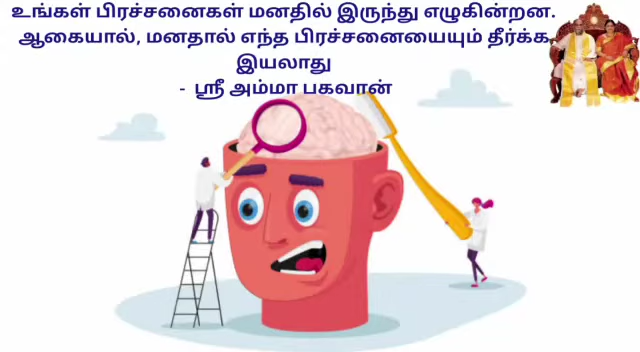 உங்கள் பிரச்சனைகள் மனதில் இருந்து எழுகின்றன.
ஆகையால், மனதால் எந்த பிரச்சனையையும் தீர்க்க
இயலாது
- ஸ்ரீ அம்மா பகவான்